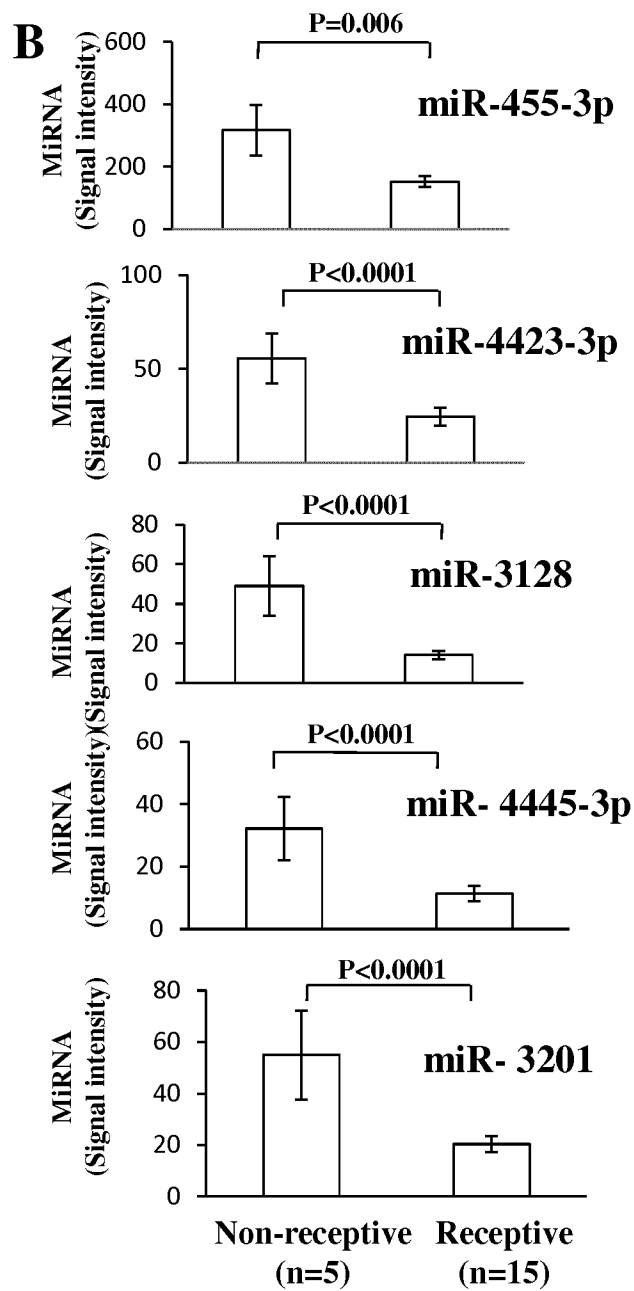 B
P=0.006
miR-455-3p
MiRNA
(Signal intensity)
600
400
200
0
P<0.0001
miR-4423-3p
MiRNA
(Signal intensity)
100
50
0
P<0.0001
miR-3128
MiRNA
(Signal intensity)
80
60
40
20
0
P<0.0001
miR- 4445-3p
MiRNA
(Signal intensity)
60
40
20
0
P<0.0001
miR- 3201
MiRNA
(Signal intensity)
80
60
40
20
0
Non-receptive Receptive
(n=5) (n=15)